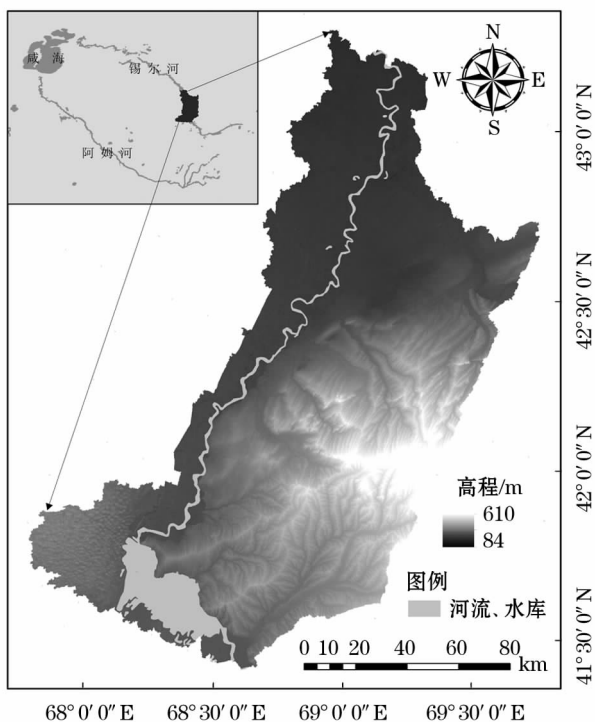 咸 海
锡 尔 河
阿 姆 河
N
W E
S
43° 0′ 0″ N
42° 30′ 0″ N
42° 0′ 0″ N
41° 30′ 0″ N
高程/m
610
84
图例
河流、水库
0 10 20 40 60 80
km
68° 0′ 0″ E 68° 30′ 0″ E 69° 0′ 0″ E 69° 30′ 0″ E